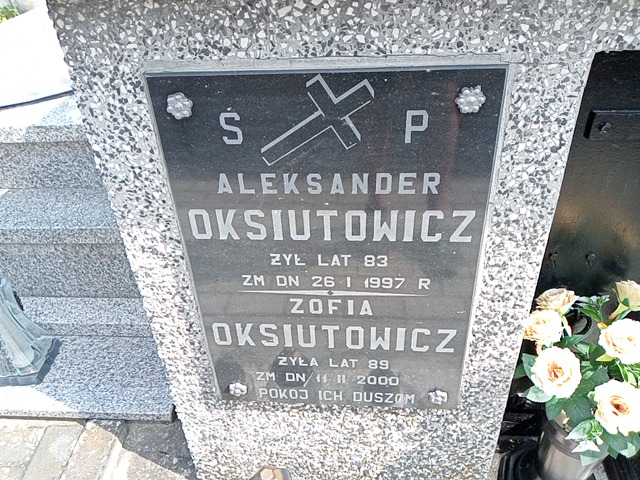 Ś P
ALEKSANDER
OKSIUTOWICZ
ŻYŁ LAT 83
ZM DN 26 I 1997 R
ZOFIA
OKSIUTOWICZ
ŻYŁA LAT 89
ZM DN 11 II 2000
POKÓJ ICH DUSZOM